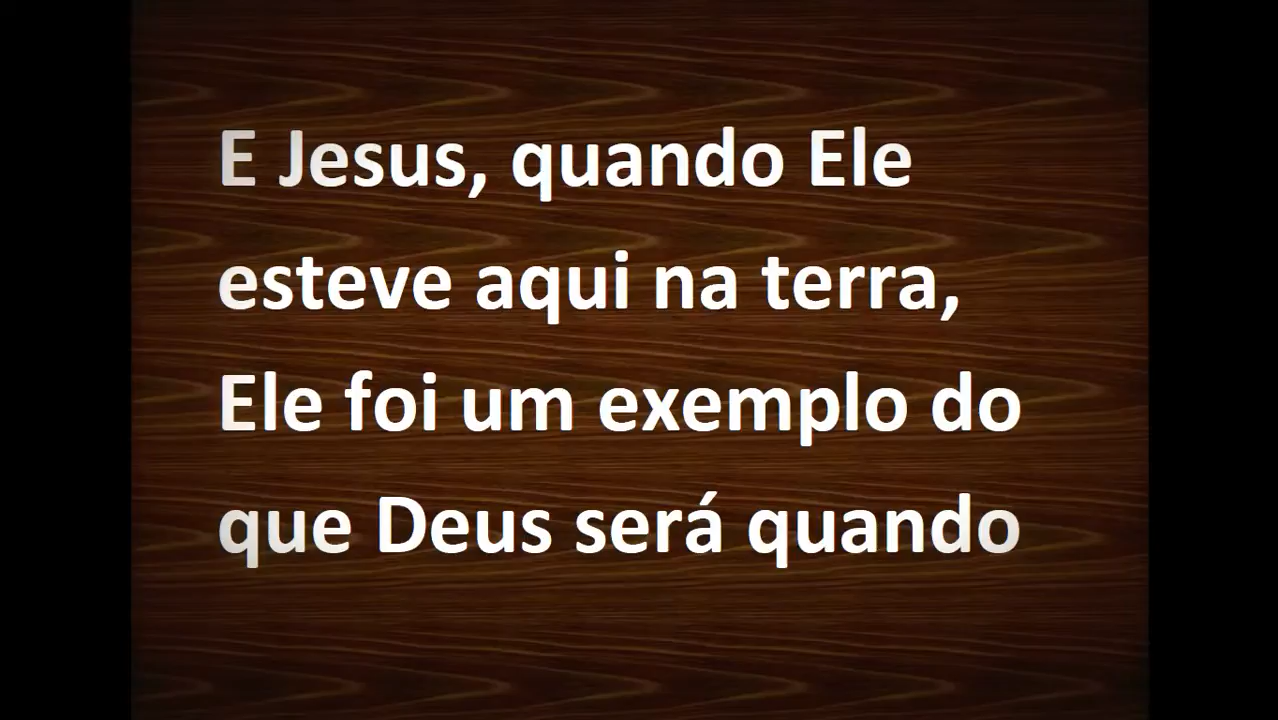 E Jesus, quando Ele
esteve aqui na terra,
Ele foi um exemplo do
que Deus será quando